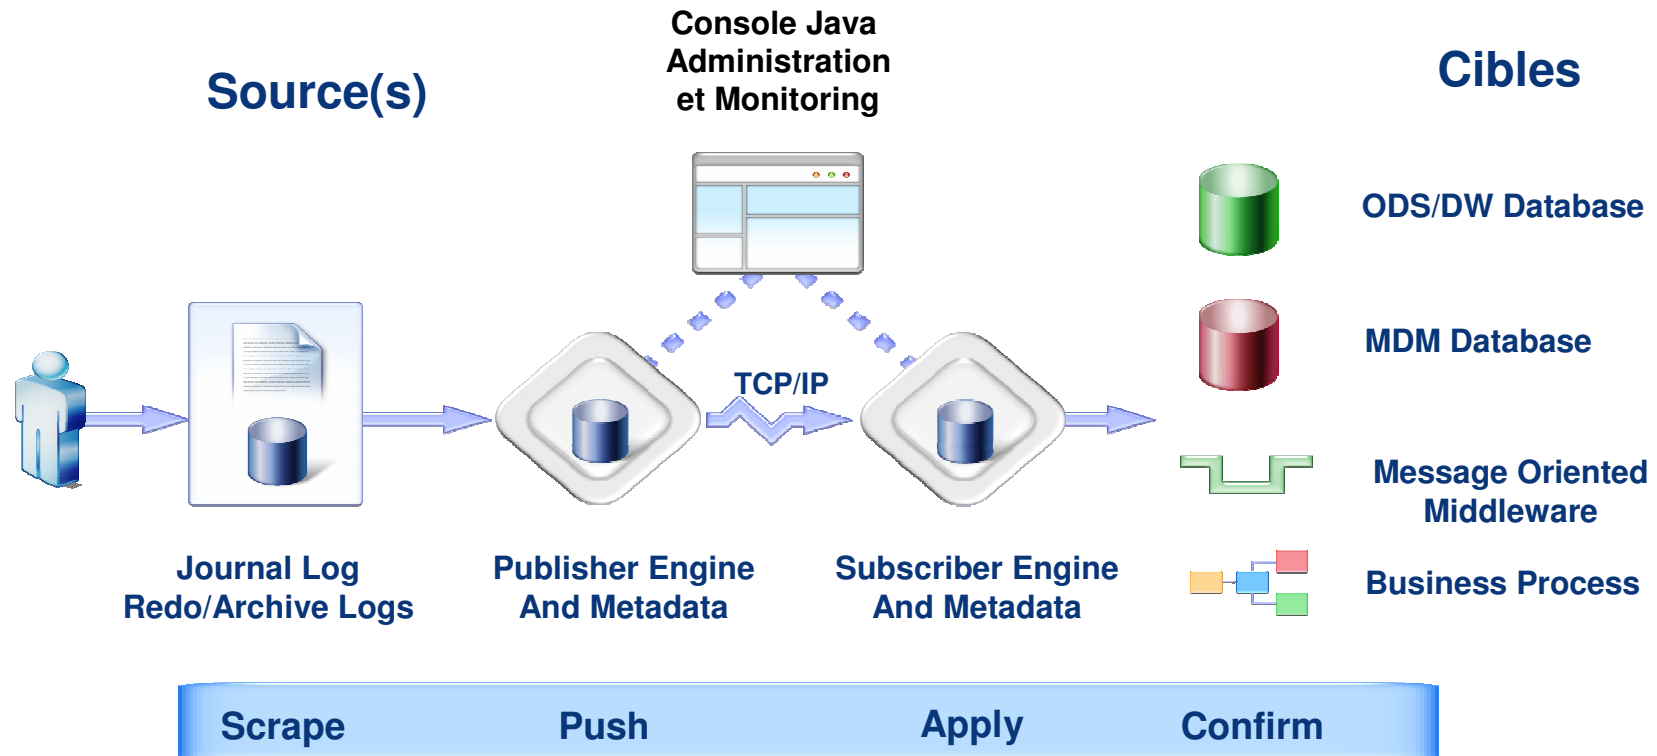 Console Java
Administration
et Monitoring
Source(s)
Cibles
ODS/DW Database
MDM Database
TCP/IP
Message Oriented
Middleware
Journal Log
Redo/Archive Logs
Publisher Engine
And Metadata
Subscriber Engine
And Metadata
Business Process
Scrape
Push
Apply
Confirm